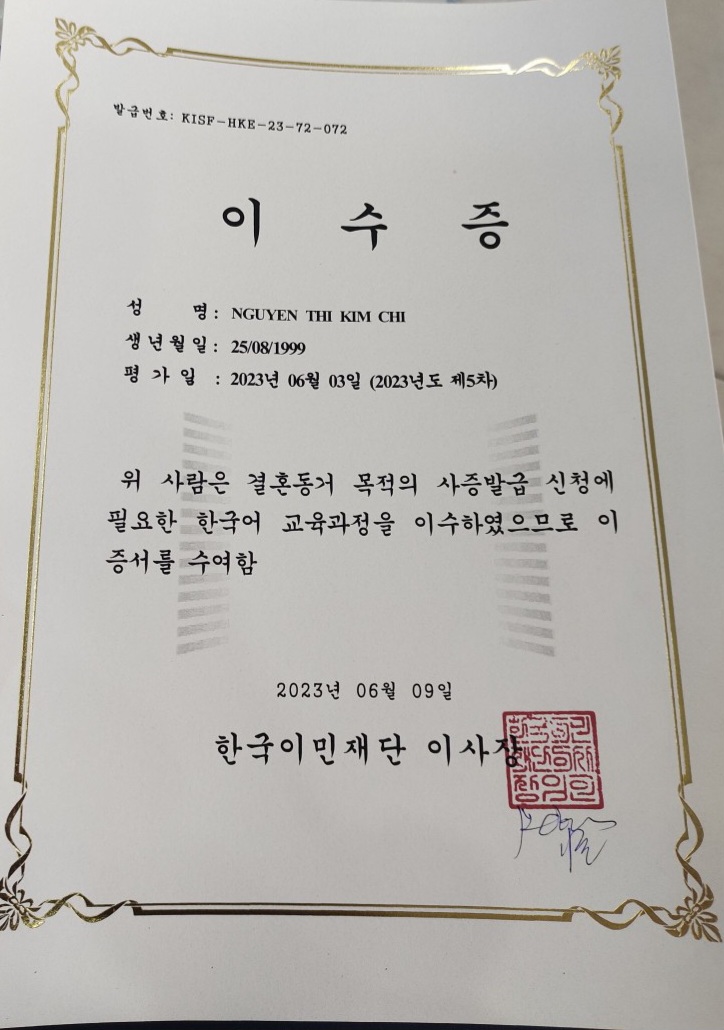 발급번호: KISF-HKE-23-72-072
이 수 증
성 명 : NGUYEN THI KIM CHI
생년월일 : 25/08/1999
평 가 일 : 2023년 06월 03일 (2023년도 제5차)
위 사람은 결혼동거 목적의 사증발급 신청에
필요한 한국어 교육과정을 이수하였으므로 이
증서를 수여함
2023년 06월 09일
한국이민재단 이사장